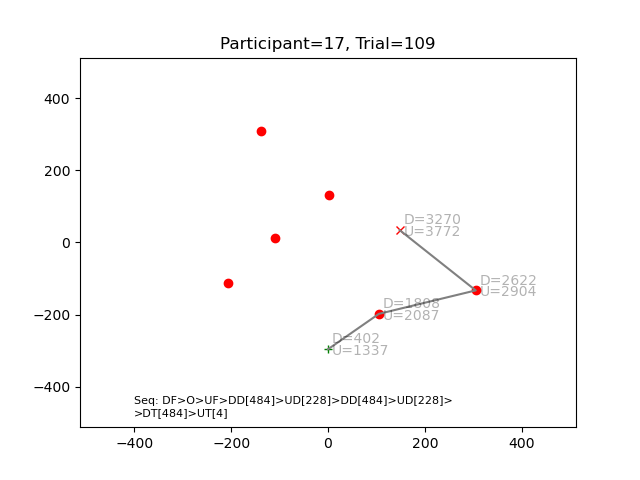 Participant=17, Trial=109
400
200
0
−200
−400
D=3270
U=3772
D=2622
U=2904
D=1808
U=2087
D=402
U=1337
Seq: DF>O>UF>DD[484]>UD[228]>DD[484]>UD[228]>
>DT[484]>UT[4]
−400
−200
0
200
400